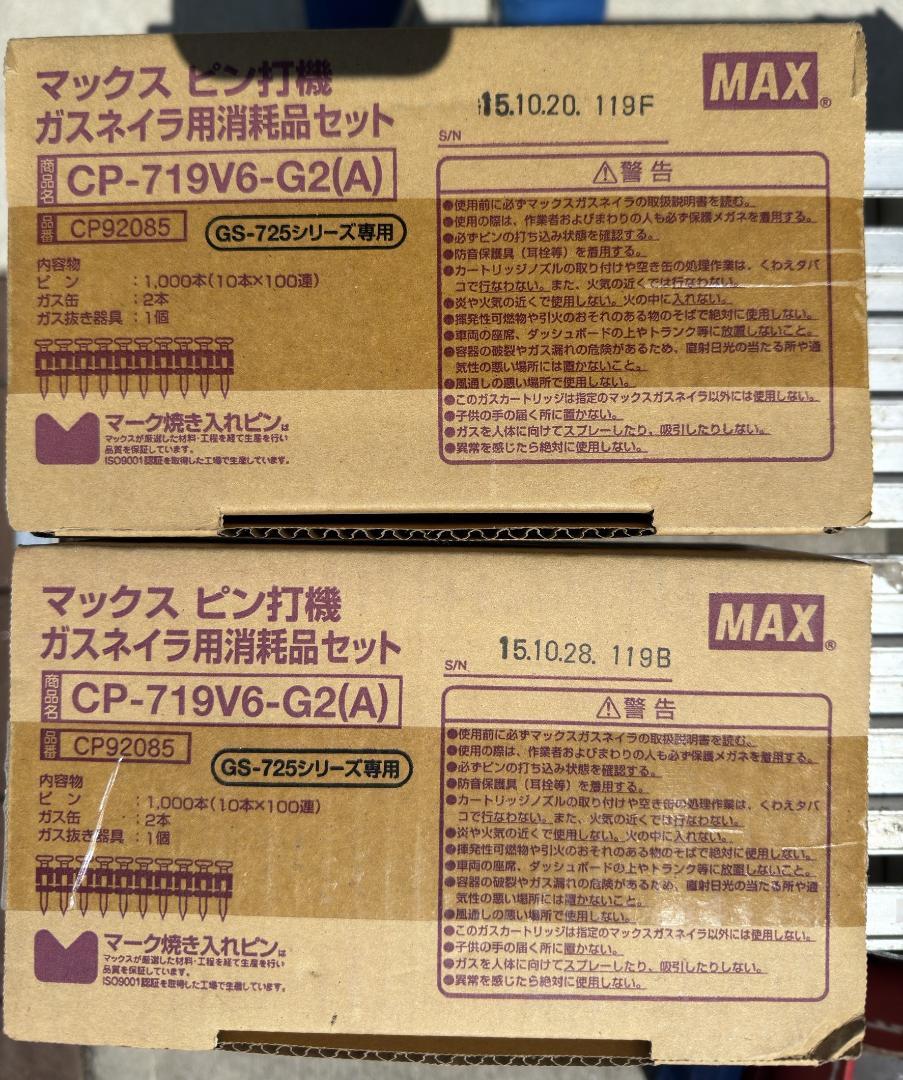 マックス ピン打機
ガスネイラ用消耗品セット
商品名 CP-719V6-G2(A)
品番 CP92085
GS-725シリーズ専用
内容物
ピン :1,000本(10本×100連)
ガス缶 :2本
ガス抜き器具 :1個
マーク焼き入れピンは
マックスが厳選した材料・工程を経て生産を行い
品質を保証しています。
ISO9001認証を取得した工場で生産しています。
MAX®
15.10.20. 119F
S/N
⚠警告
●使用前に必ずマックスガスネイラの取扱説明書を読む。
●使用の際は、作業者およびまわりの人も必ず保護メガネを着用する。
●必ずピンの打ち込み状態を確認する。
●防音保護具(耳栓等)を着用する。
●カートリッジノズルの取り付けや空き缶の処理作業は、くわえタバ
コで行なわない。また、火気の近くでは行なわない。
●炎や火気の近くで使用しない。火の中に入れない。
●揮発性可燃物や引火のおそれのある物のそばで絶対に使用しない。
●車両の座席、ダッシュボードの上やトランク等に放置しないこと。
●容器の破裂やガス漏れの危険があるため、直射日光の当たる所や通
気性の悪い場所には置かないこと。
●風通しの悪い場所で使用しない。
●このガスカートリッジは指定のマックスガスネイラ以外には使用しない。
●子供の手の届く所に置かない。
●ガスを人体に向けてスプレーしたり、吸引したりしない。
●異常を感じたら絶対に使用しない。
マックス ピン打機
ガスネイラ用消耗品セット
商品名 CP-719V6-G2(A)
品番 CP92085
GS-725シリーズ専用
内容物
ピン :1,000本(10本×100連)
ガス缶 :2本
ガス抜き器具 :1個
マーク焼き入れピンは
マックスが厳選した材料・工程を経て生産を行い
品質を保証しています。
ISO9001認証を取得した工場で生産しています。
MAX®
15.10.28. 119B
S/N
⚠警告
●使用前に必ずマックスガスネイラの取扱説明書を読む。
●使用の際は、作業者およびまわりの人も必ず保護メガネを着用する。
●必ずピンの打ち込み状態を確認する。
●防音保護具(耳栓等)を着用する。
●カートリッジノズルの取り付けや空き缶の処理作業は、くわえタバ
コで行なわない。また、火気の近くでは行なわない。
●炎や火気の近くで使用しない。火の中に入れない。
●揮発性可燃物や引火のおそれのある物のそばで絶対に使用しない。
●車両の座席、ダッシュボードの上やトランク等に放置しないこと。
●容器の破裂やガス漏れの危険があるため、直射日光の当たる所や通
気性の悪い場所には置かないこと。
●風通しの悪い場所で使用しない。
●このガスカートリッジは指定のマックスガスネイラ以外には使用しない。
●子供の手の届く所に置かない。
●ガスを人体に向けてスプレーしたり、吸引したりしない。
●異常を感じたら絶対に使用しない。